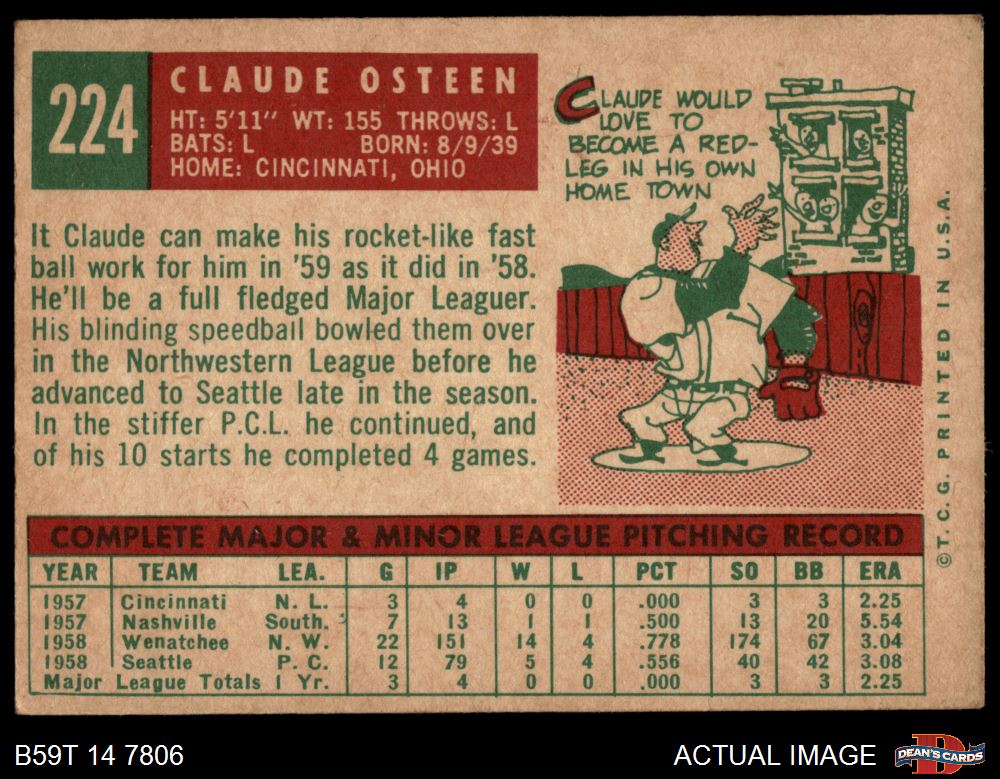 224
CLAUDE OSTEEN
HT: 5'11" WT: 155 THROWS: L
BATS: L BORN: 8/9/39
HOME: CINCINNATI, OHIO
CLAUDE WOULD
LOVE TO
BECOME A RED-
LEG IN HIS OWN
HOME TOWN
It Claude can make his rocket-like fast
ball work for him in '59 as it did in '58.
He'll be a full fledged Major Leaguer.
His blinding speedball bowled them over
in the Northwestern League before he
advanced to Seattle late in the season.
In the stiffer P.C.L. he continued, and
of his 10 starts he completed 4 games.
©T.C.G. PRINTED IN U.S.A.
COMPLETE MAJOR & MINOR LEAGUE PITCHING RECORD
YEAR TEAM LEA. G IP W L PCT SO BB ERA
1957 Cincinnati N. L. 3 4 0 0 .000 3 3 2.25
1957 Nashville South. 7 13 1 1 .500 13 20 5.54
1958 Wenatchee N. W. 22 151 14 4 .778 174 67 3.04
1958 Seattle P. C. 12 79 5 4 .556 40 42 3.08
Major League Totals 1 Yr. 3 4 0 0 .000 3 3 2.25
B59T 14 7806
ACTUAL IMAGE
DEAN'S CARDS